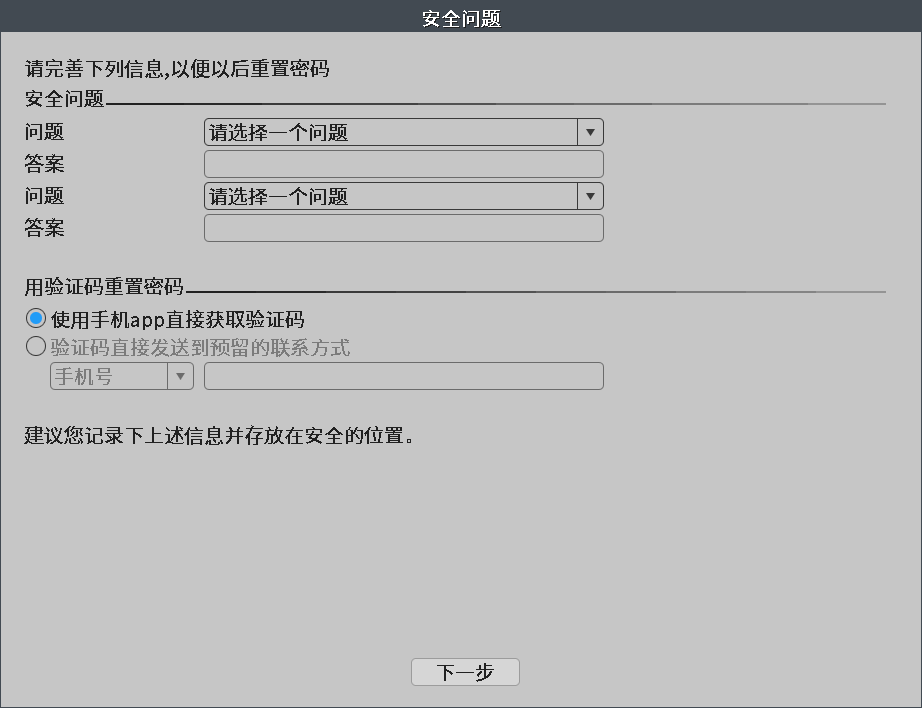 安全问题
请完善下列信息,以便以后重置密码
安全问题
问题 请选择一个问题
答案
问题 请选择一个问题
答案
用验证码重置密码
使用手机app直接获取验证码
验证码直接发送到预留的联系方式
手机号
建议您记录下上述信息并存放在安全的位置。
下一步